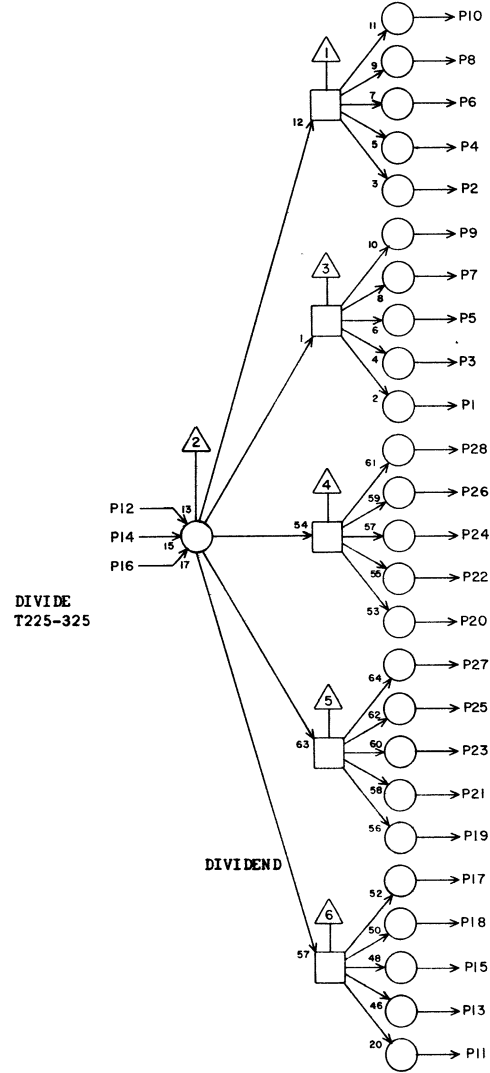 11 P10
1 9 P8
7 P6
12
5 P4
3 P2
10 P9
3 8 P7
6 P5
1
4 P3
2 P1
2
61 P28
4 59 P26
P12 13
54 57 P24
P14 15
P16 17
55 P22
53 P20
DIVIDE
T225-325
64 P27
5 62 P25
63 60 P23
58 P21
56 P19
DIVIDEND
52 P17
6 50 P18
57 48 P15
46 P13
20 P11